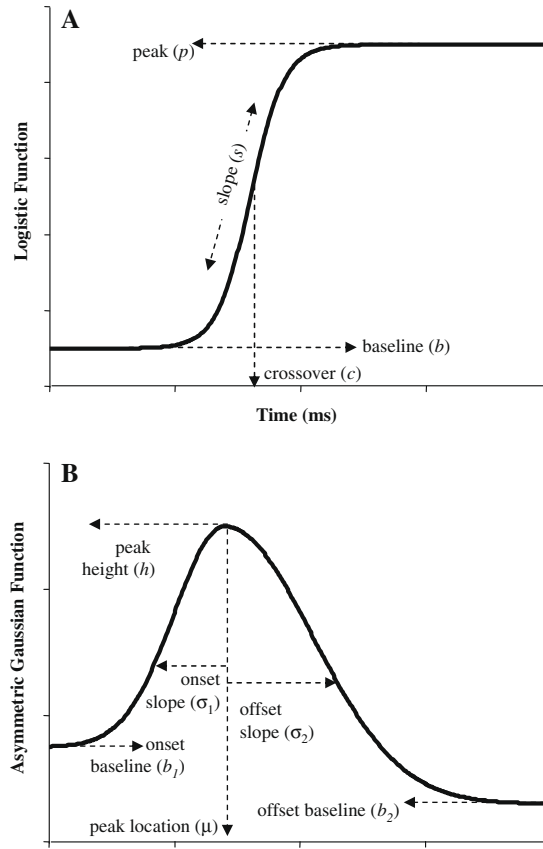 A
peak (p)
slope (s)
Logistic Function
baseline (b)
crossover (c)
Time (ms)
B
peak
height (h)
onset
slope (σ₁)
offset
slope (σ₂)
onset
baseline (b₁)
offset baseline (b₂)
peak location (μ)
Asymmetric Gaussian Function